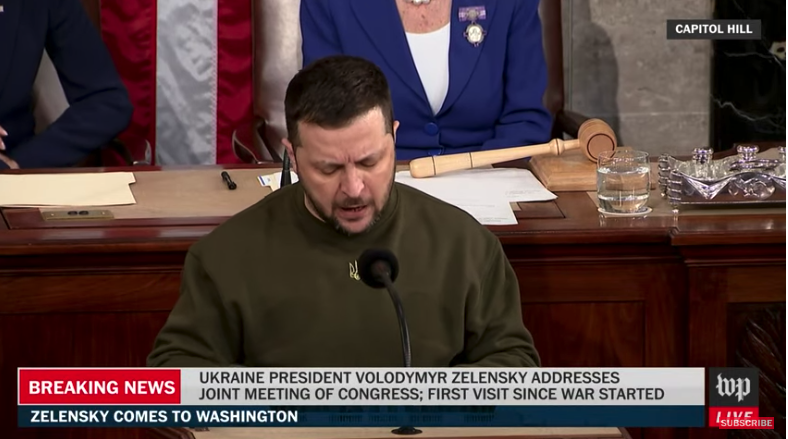 CAPITOL HILL
BREAKING NEWS
UKRAINE PRESIDENT VOLODYMYR ZELENSKY ADDRESSES
JOINT MEETING OF CONGRESS; FIRST VISIT SINCE WAR STARTED
wp
ZELENSKY COMES TO WASHINGTON
LIVE
SUBSCRIBE